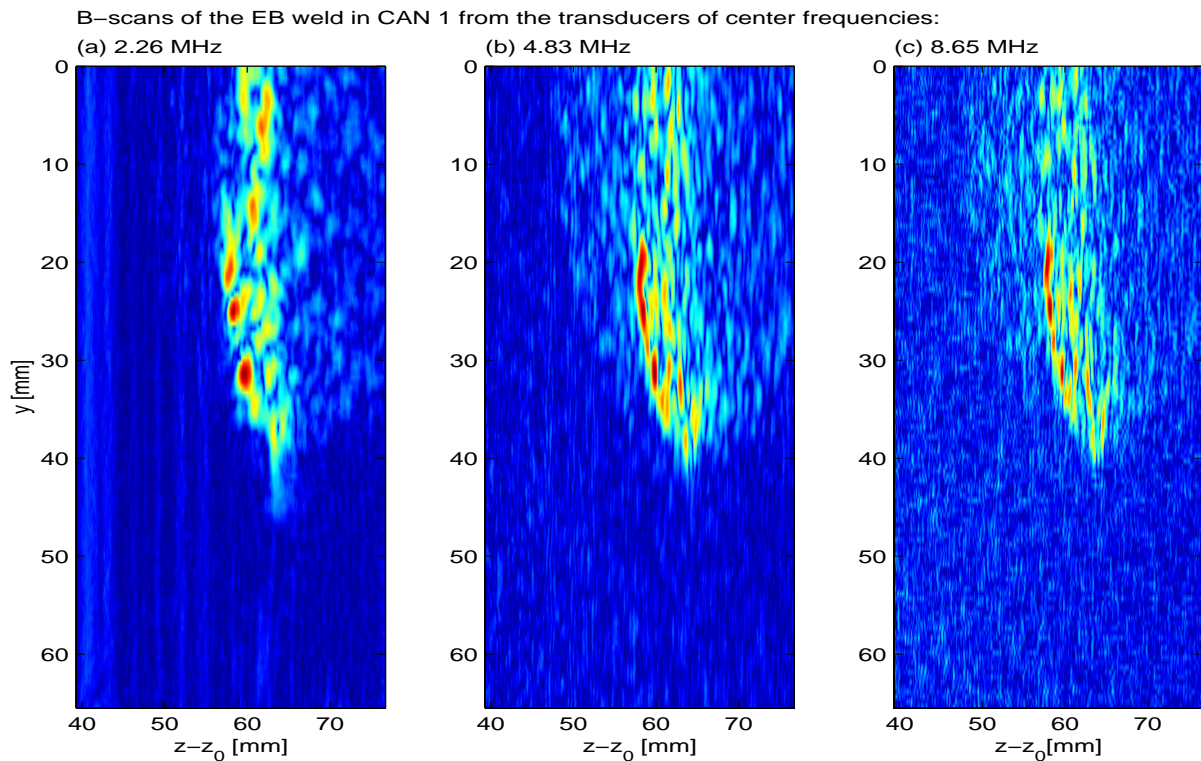 B−scans of the EB weld in CAN 1 from the transducers of center frequencies:
(a) 2.26 MHz
(b) 4.83 MHz
(c) 8.65 MHz
0
10
20
30
40
50
60
y [mm]
40 50 60 70
z−z0 [mm]
0
10
20
30
40
50
60
40 50 60 70
z−z0 [mm]
0
10
20
30
40
50
60
40 50 60 70
z−z0[mm]